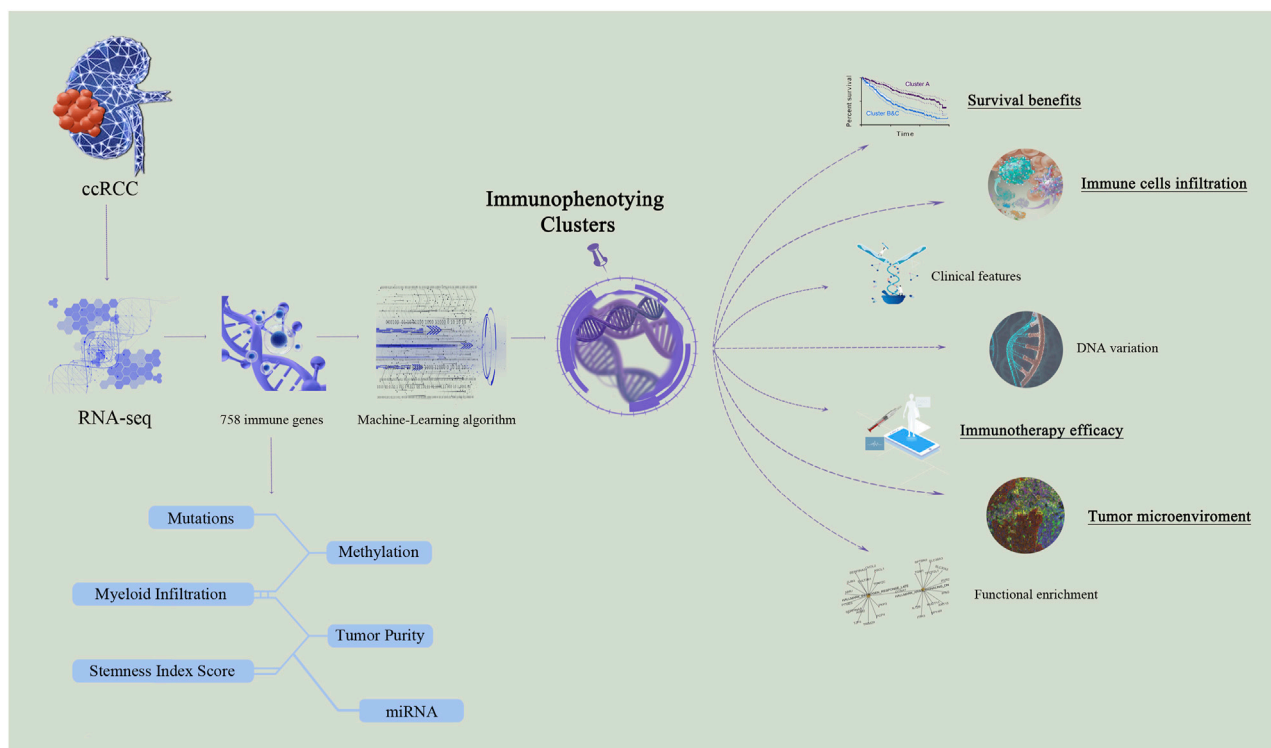 ccRCC
RNA-seq
758 immune genes
Machine-Learning algorithm
Immunophenotying
Clusters
Percent survival
Cluster A
Cluster B&C
Time
Survival benefits
Immune cells infiltration
Clinical features
DNA variation
Immunotherapy efficacy
Tumor microenviroment
Functional enrichment
Mutations
Methylation
Myeloid Infiltration
Tumor Purity
Stemness Index Score
miRNA